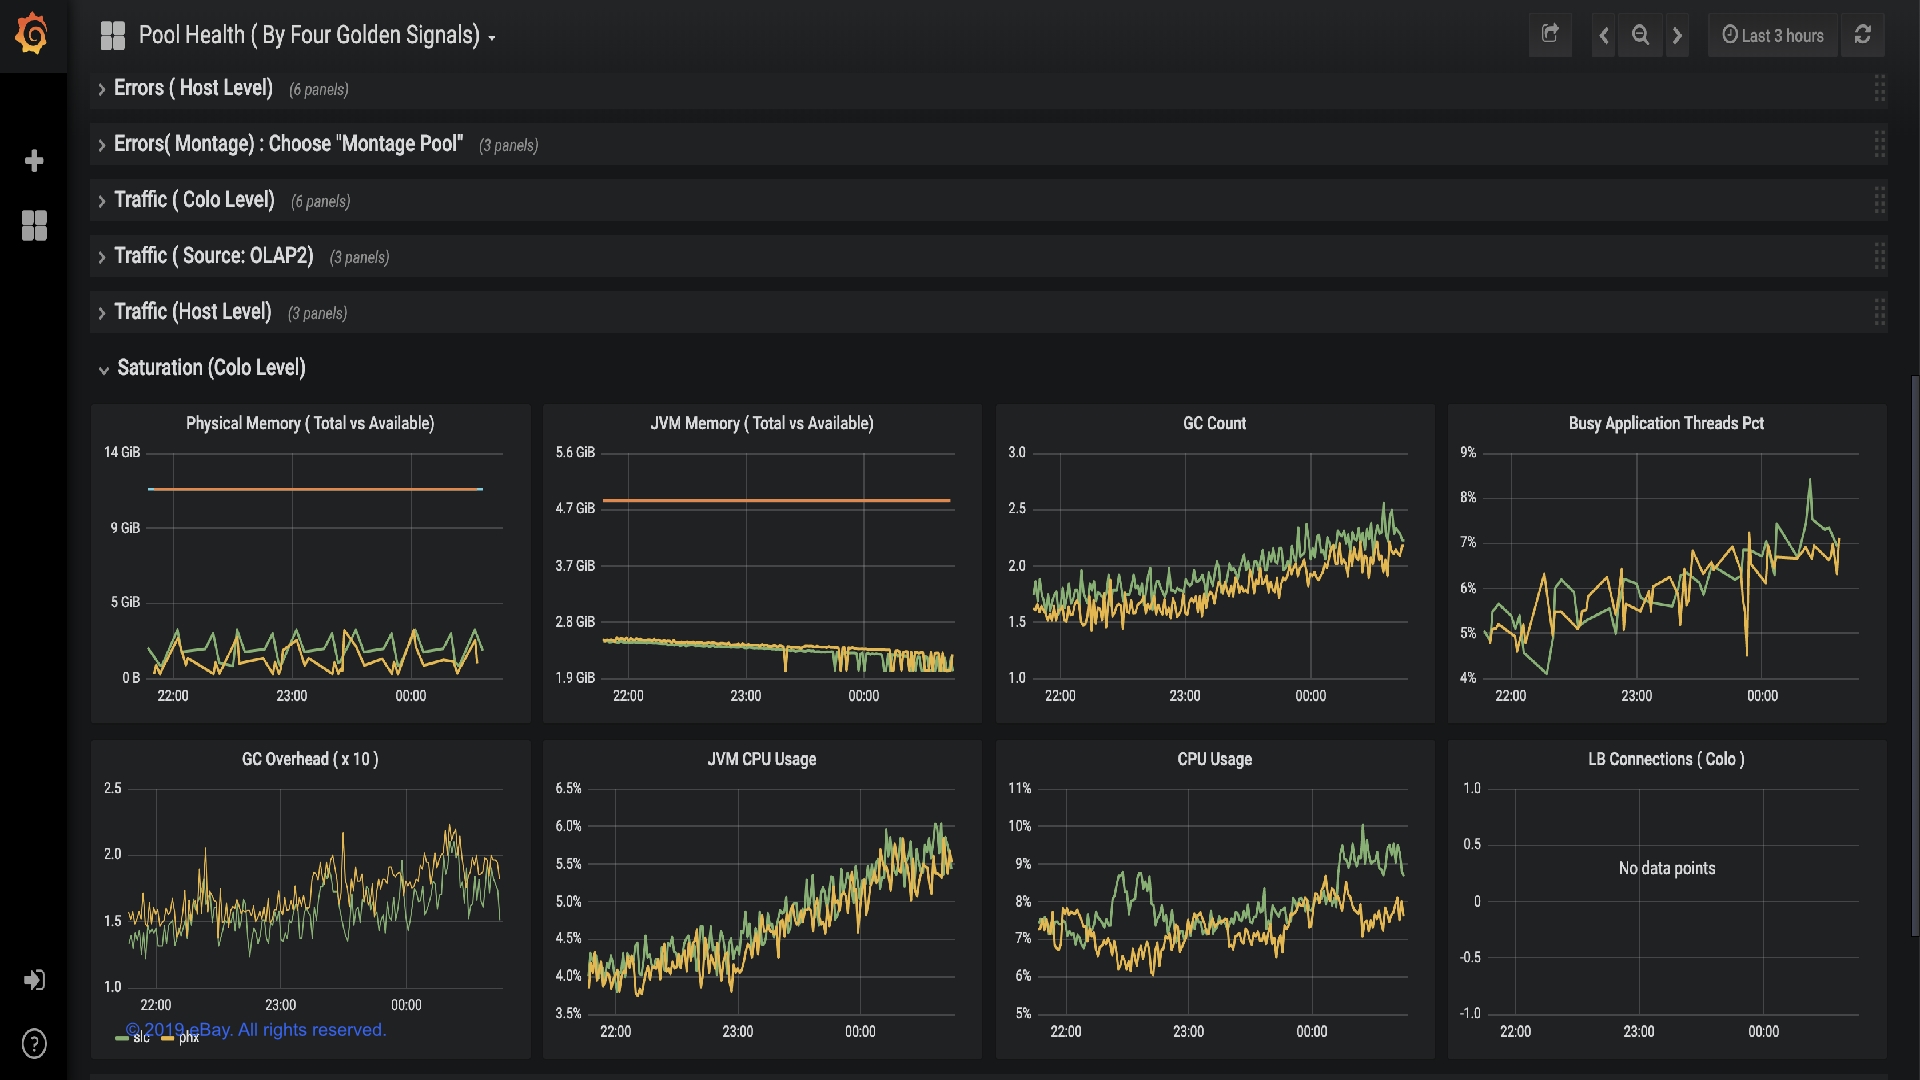 Pool Health ( By Four Golden Signals)
Last 3 hours
Errors ( Host Level) (6 panels)
Errors( Montage) : Choose "Montage Pool" (3 panels)
Traffic ( Colo Level) (6 panels)
Traffic ( Source: OLAP2) (3 panels)
Traffic (Host Level) (3 panels)
Saturation (Colo Level)
Physical Memory ( Total vs Available)
14 GiB
9 GiB
5 GiB
0 B
22:00 23:00 00:00
JVM Memory ( Total vs Available)
5.6 GiB
4.7 GiB
3.7 GiB
2.8 GiB
1.9 GiB
22:00 23:00 00:00
GC Count
3.0
2.5
2.0
1.5
1.0
22:00 23:00 00:00
Busy Application Threads Pct
9%
8%
7%
6%
5%
4%
22:00 23:00 00:00
GC Overhead ( x 10 )
2.5
2.0
1.5
1.0
22:00 23:00 00:00
© 2019 eBay. All rights reserved.
slc phx
JVM CPU Usage
6.5%
6.0%
5.5%
5.0%
4.5%
4.0%
3.5%
22:00 23:00 00:00
CPU Usage
11%
10%
9%
8%
7%
6%
5%
22:00 23:00 00:00
LB Connections ( Colo )
1.0
0.5
0
-0.5
-1.0
No data points
22:00 23:00 00:00